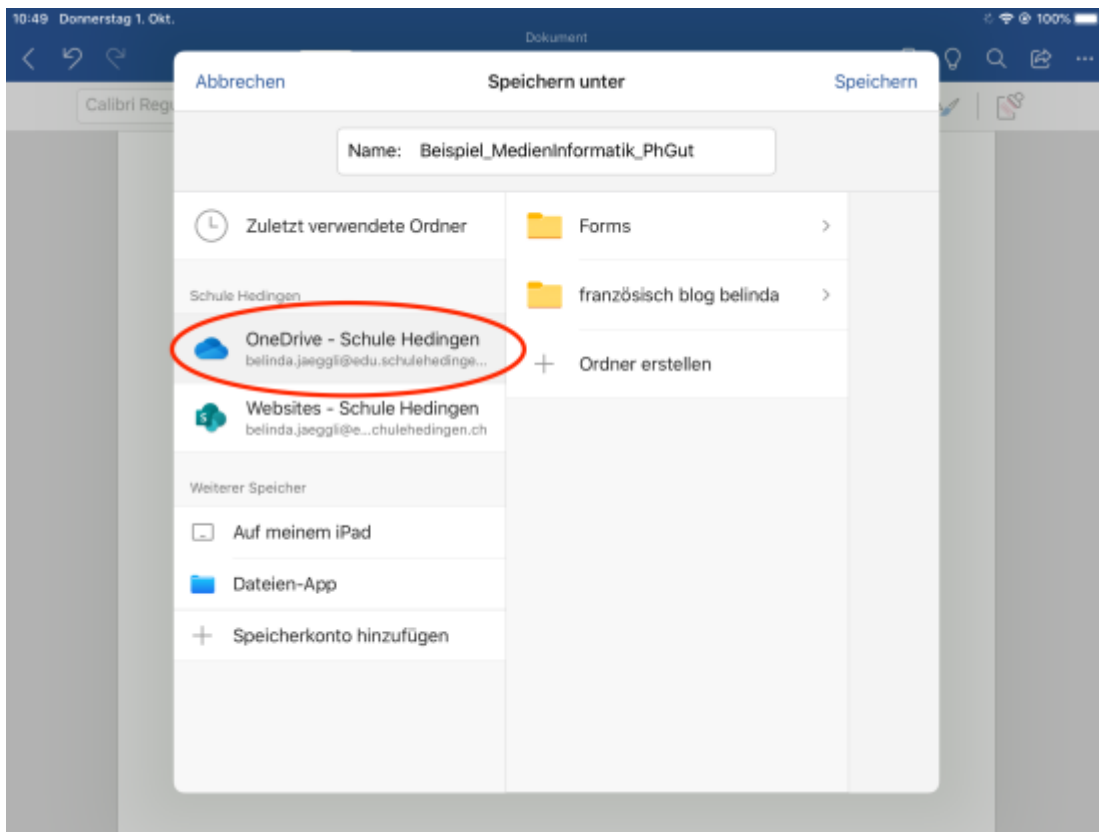 10:49 Donnerstag 1. Okt.
100%
Dokument
Calibri Regu
Abbrechen
Speichern unter
Speichern
Name: Beispiel_MedienInformatik_PhGut
Zuletzt verwendete Ordner
Schule Hedingen
OneDrive - Schule Hedingen
belinda.jaeggli@edu.schulehedinge...
Websites - Schule Hedingen
belinda.jaeggli@e...chulehedingen.ch
Weiterer Speicher
Auf meinem iPad
Dateien-App
Speicherkonto hinzufügen
Forms
französisch blog belinda
Ordner erstellen